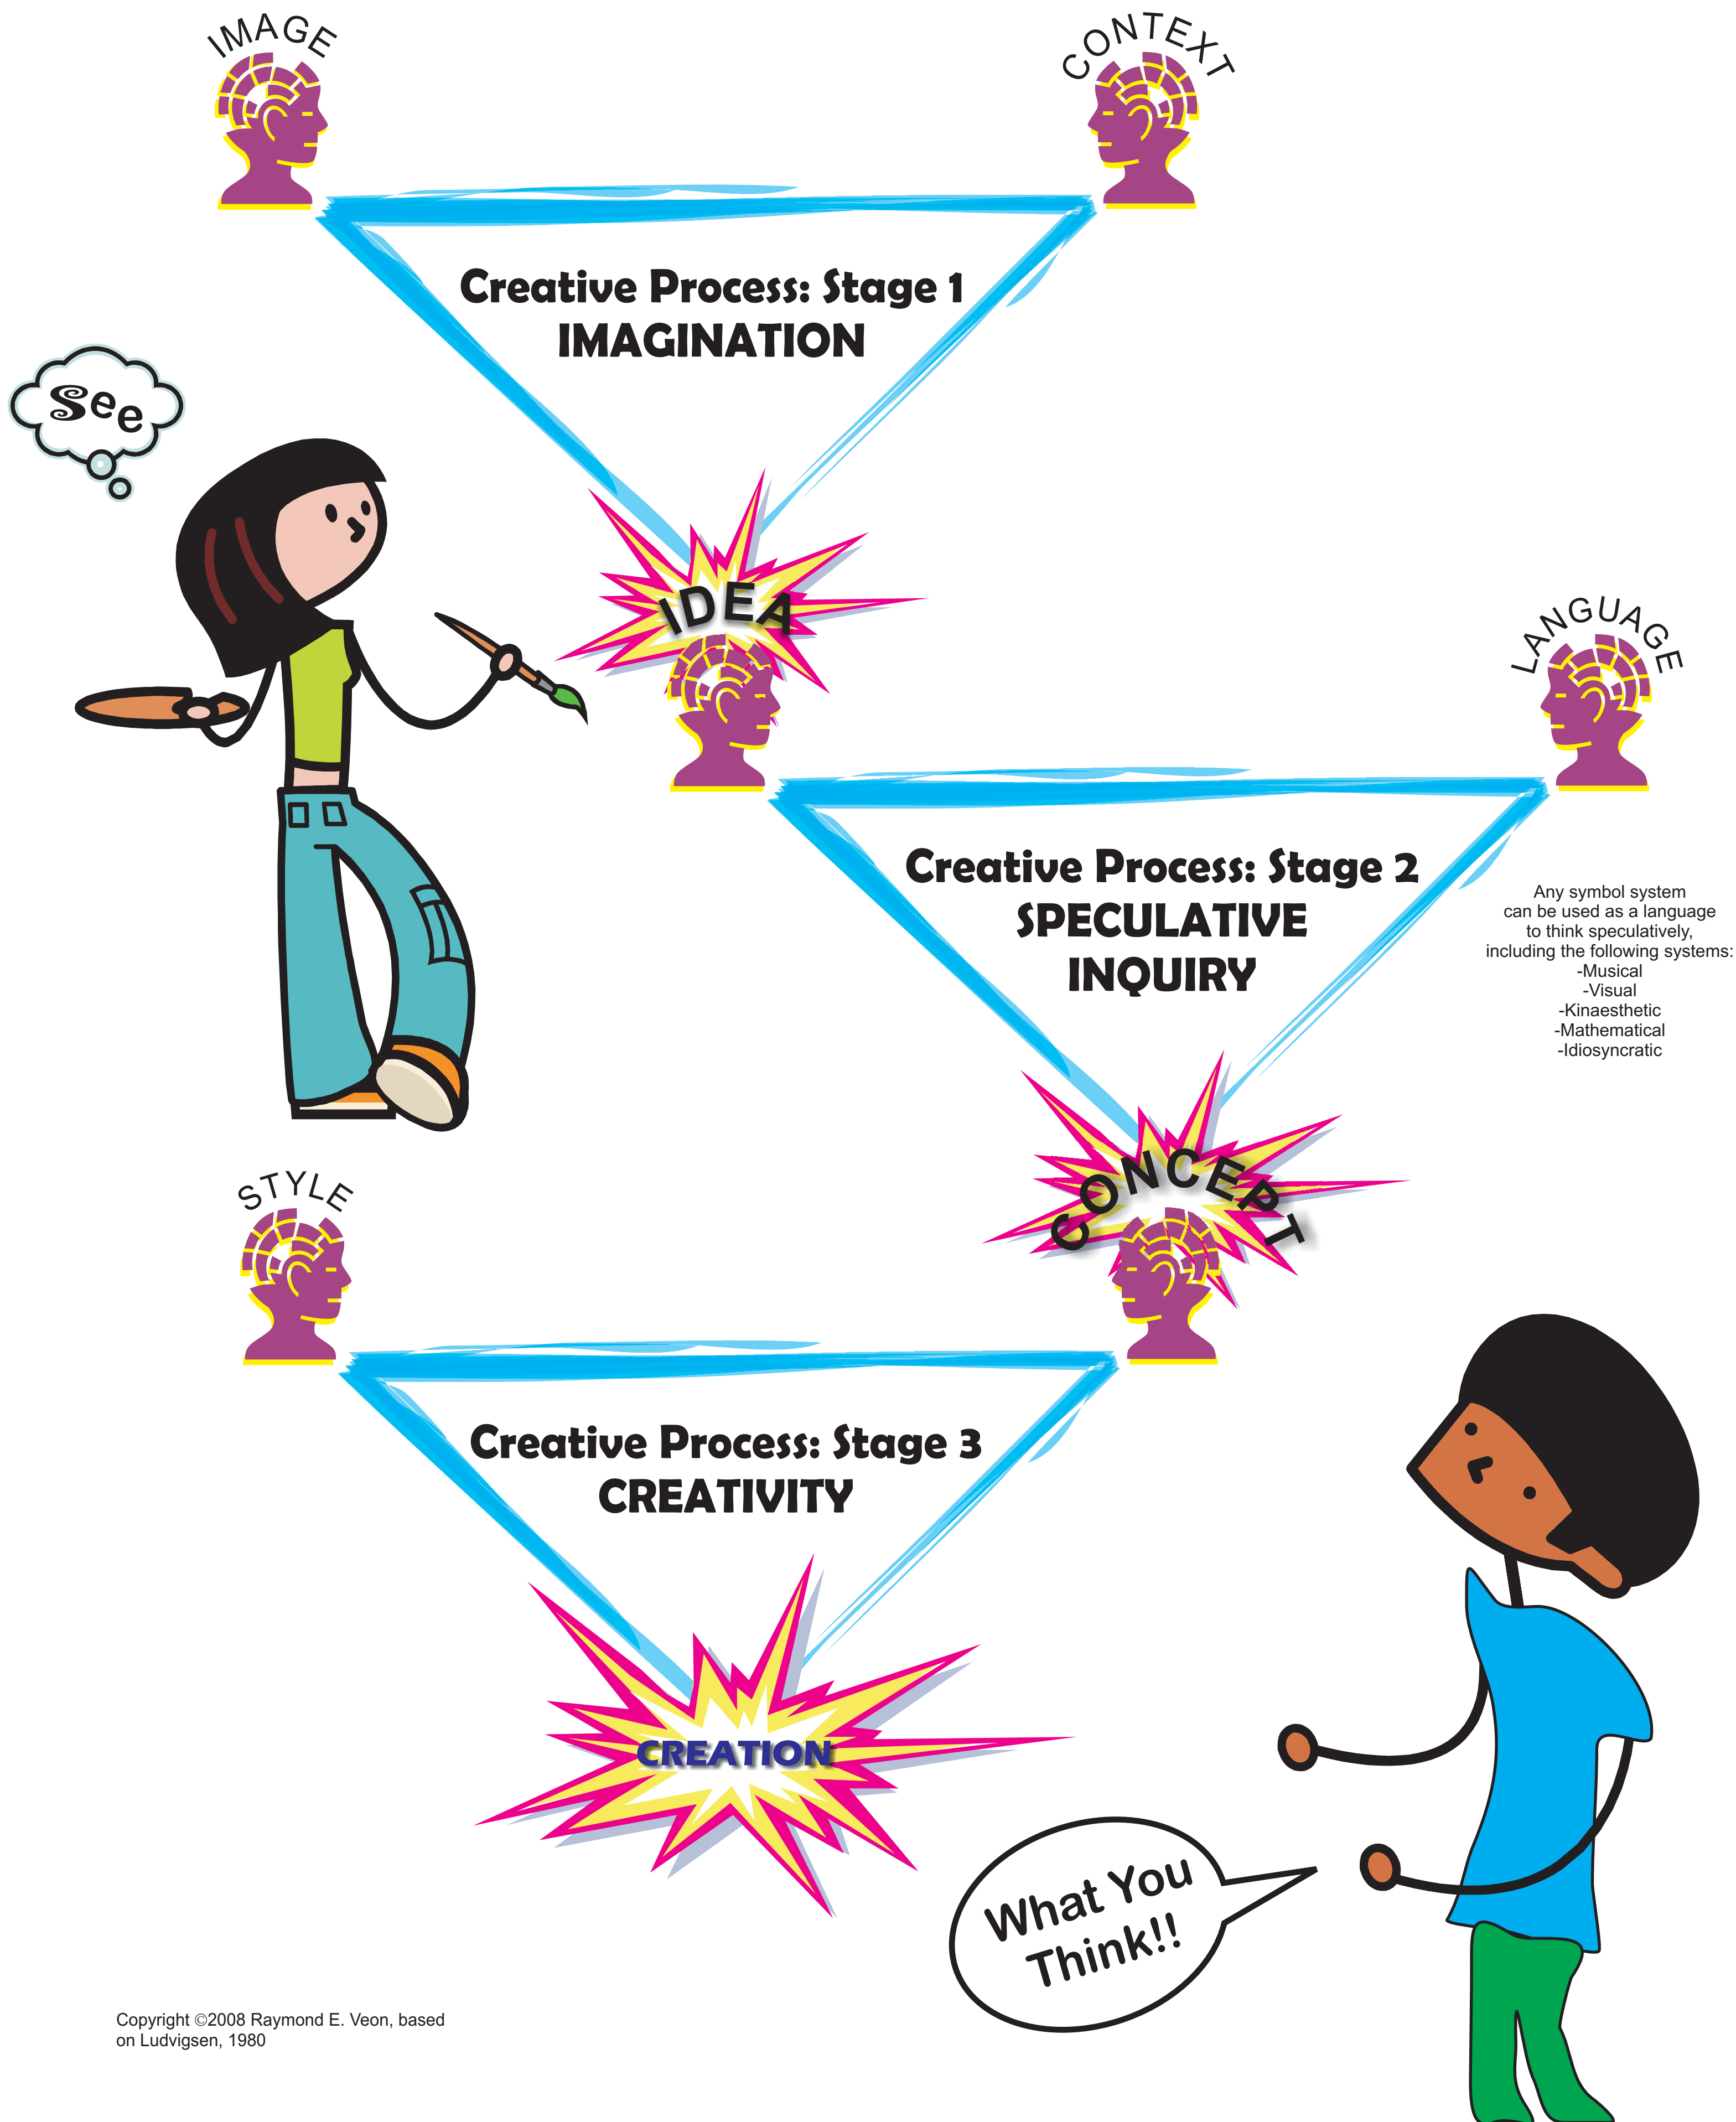 IMAGE
CONTEXT
Creative Process: Stage 1
IMAGINATION
See
IDEA
LANGUAGE
Creative Process: Stage 2
SPECULATIVE
INQUIRY
Any symbol system
can be used as a language
to think speculatively,
including the following systems:
-Musical
-Visual
-Kinaesthetic
-Mathematical
-Idiosyncratic
CONCEPT
STYLE
Creative Process: Stage 3
CREATIVITY
CREATION
What You
Think!!
Copyright ©2008 Raymond E. Veon, based
on Ludvigsen, 1980